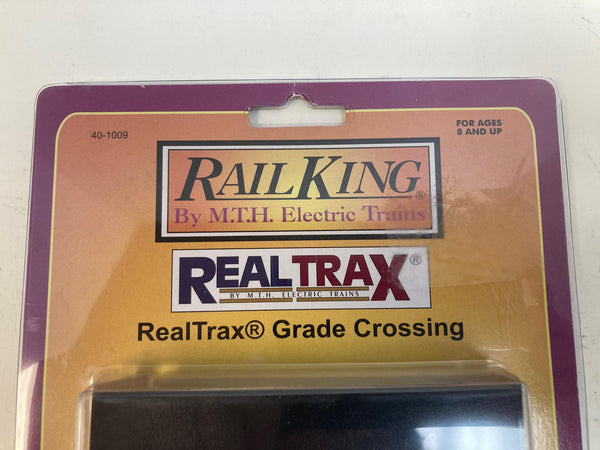 40-1009
FOR AGES
8 AND UP
RAILKING®
By M.T.H. Electric Trains
REALTRAX®
BY M.T.H. ELECTRIC TRAINS
RealTrax® Grade Crossing